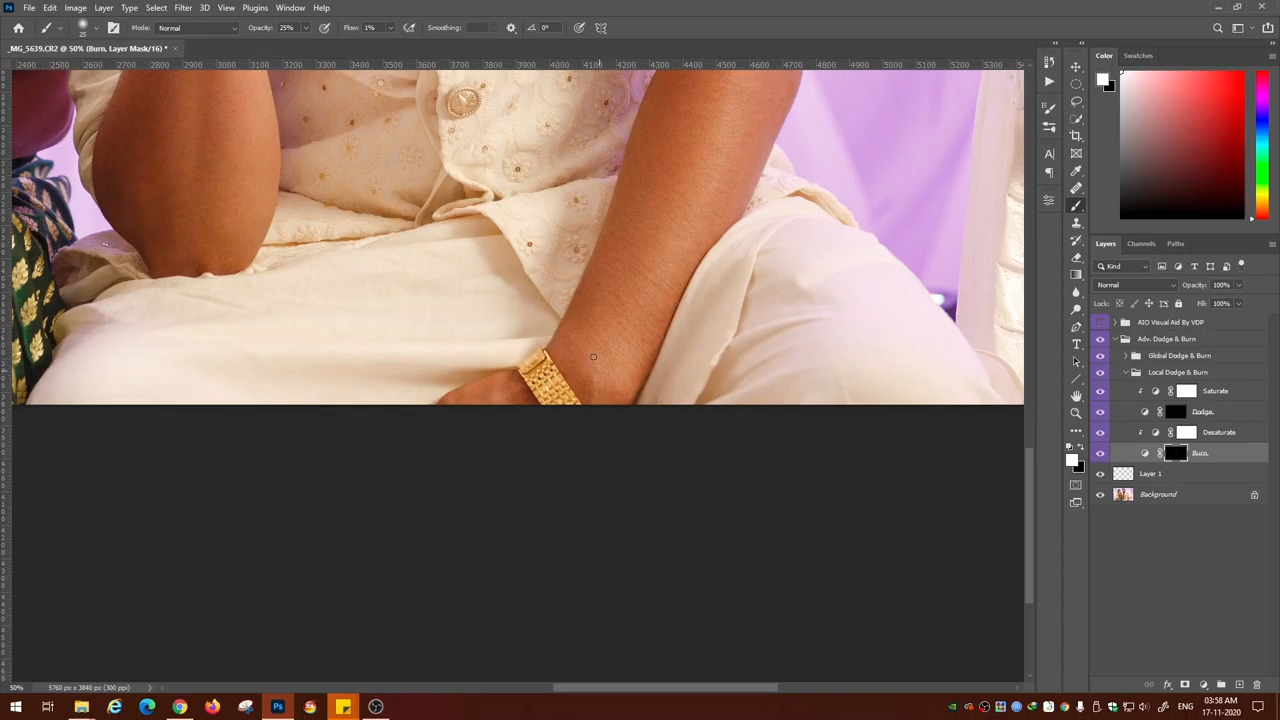 File Edit Image Layer Type Select Filter 3D View Plugins Window Help
25 Mode: Normal Opacity: 25% Flow: 1% Smoothing: 0°
_MG_5639.CR2 @ 50% (Burn, Layer Mask/16) * ×
2400 2500 2600 2700 2800 2900 3000 3100 3200 3300 3400 3500 3600 3700 3800 3900 4000 4100 4200 4300 4400 4500 4600 4700 4800 4900 5000 5100 5200 5300
Color Swatches
Layers Channels Paths
Kind
Normal Opacity: 100%
Lock: Fill: 100%
AIO Visual Aid By VDP
Adv. Dodge & Burn
Global Dodge & Burn
Local Dodge & Burn
Saturate
Dodge.
Desaturate
Burn.
Layer 1
Background
50% 5760 px x 3840 px (300 ppi)
ENG 03:58 AM
17-11-2020